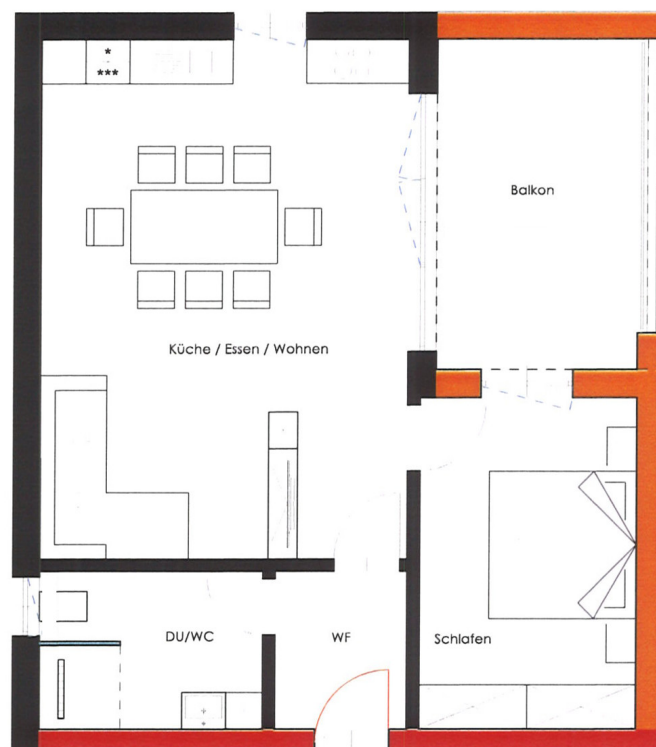 *
***
Balkon
Küche / Essen / Wohnen
DU/WC
WF
Schlafen